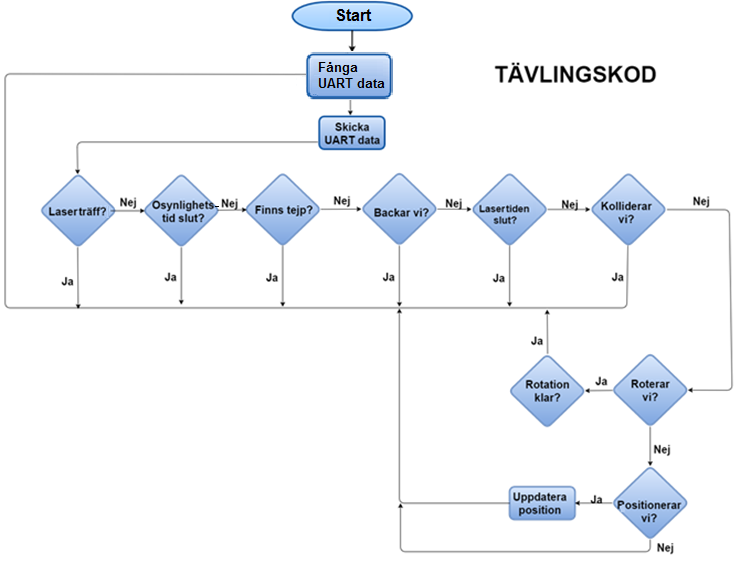 Start
Fånga
UART data
TÄVLINGSKOD
Skicka
UART data
Laserträff?
Nej
Osynlighets-
tid slut?
Nej
Finns tejp?
Nej
Backar vi?
Nej
Lasertiden
slut?
Nej
Kolliderar
vi?
Nej
Ja
Ja
Ja
Ja
Ja
Ja
Ja
Rotation
klar?
Ja
Roterar
vi?
Nej
Uppdatera
position
Ja
Positionerar
vi?
Nej